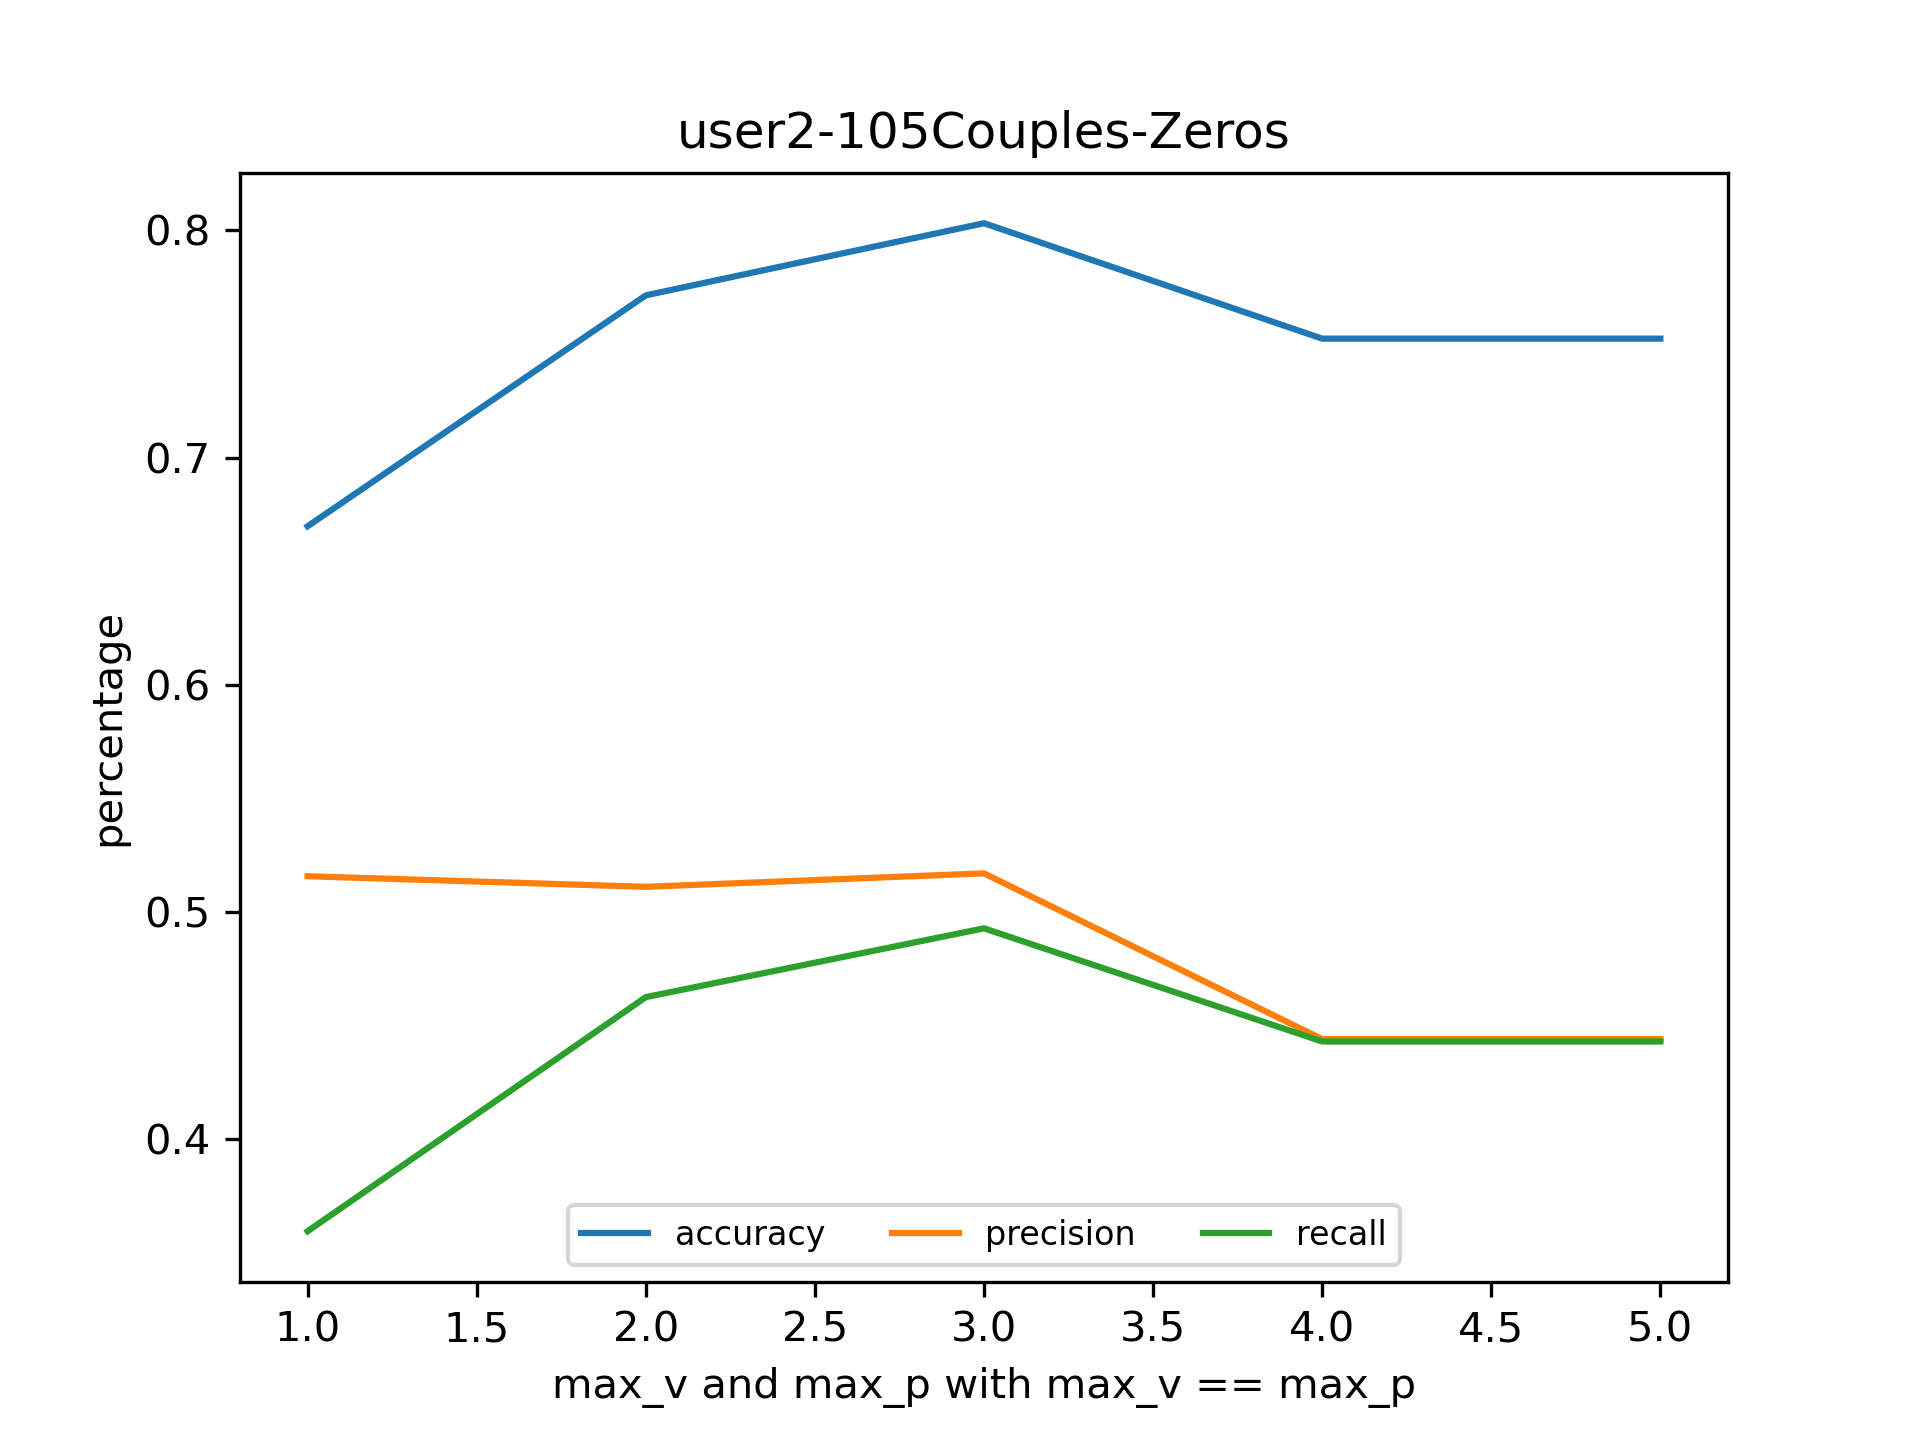 user2-105Couples-Zeros
0.8
0.7
0.6
0.5
0.4
percentage
accuracy precision recall
1.0 1.5 2.0 2.5 3.0 3.5 4.0 4.5 5.0
max_v and max_p with max_v == max_p